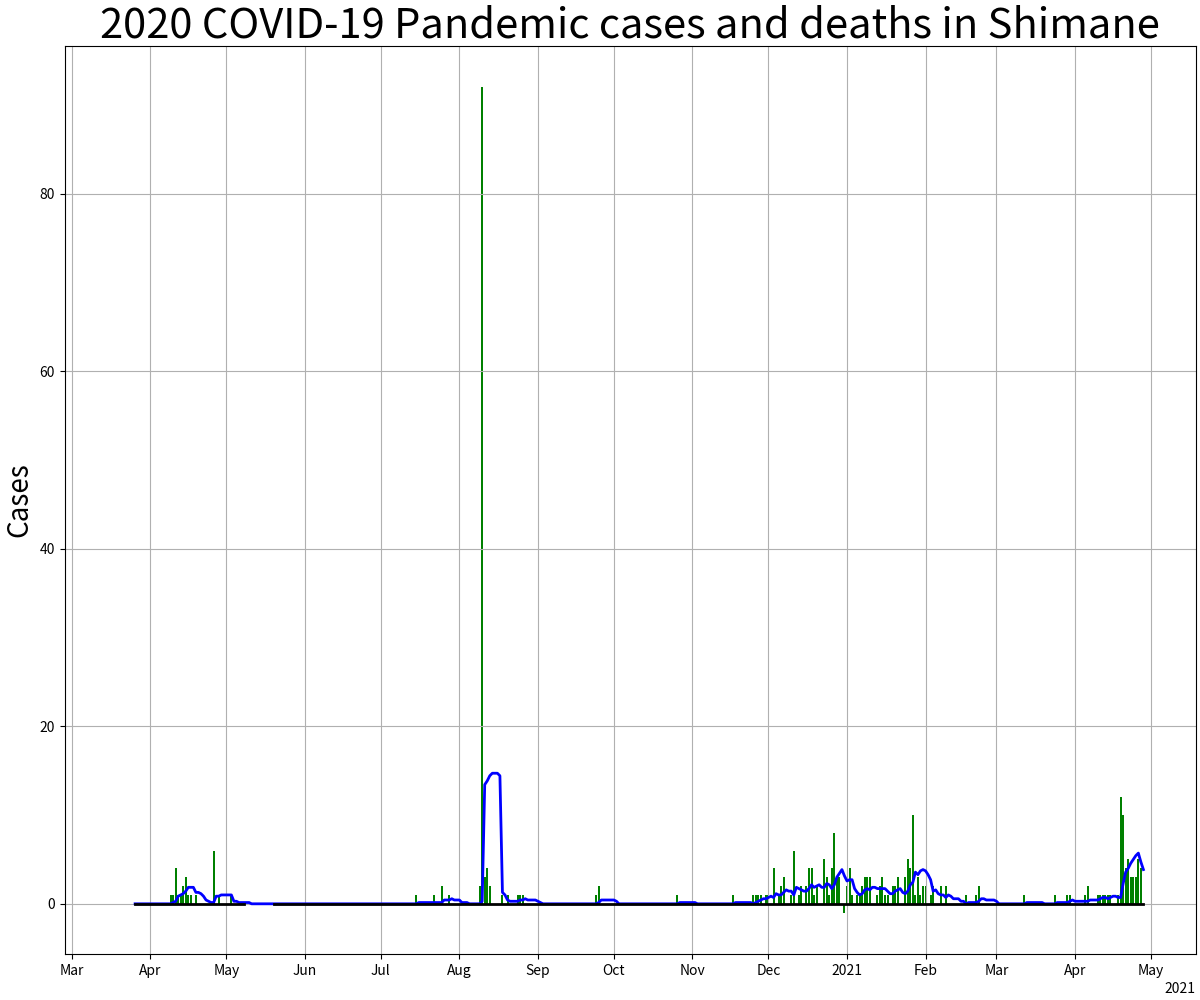 2020 COVID-19 Pandemic cases and deaths in Shimane
Cases
80
60
40
20
0
Mar Apr May Jun Jul Aug Sep Oct Nov Dec 2021 Feb Mar Apr May
2021